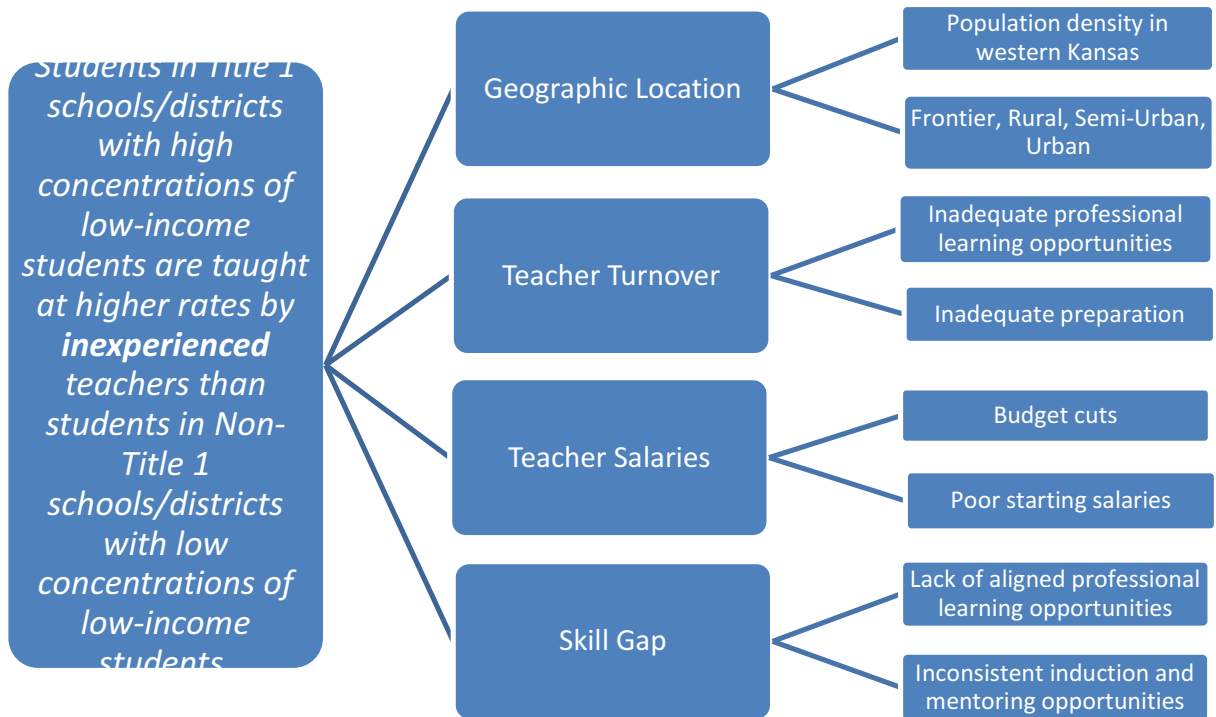 Students in Title 1
schools/districts
with high
concentrations of
low-income
students are taught
at higher rates by
inexperienced
teachers than
students in Non-
Title 1
schools/districts
with low
concentrations of
low-income
students.
Geographic Location
Population density in
western Kansas
Frontier, Rural, Semi-Urban,
Urban
Teacher Turnover
Inadequate professional
learning opportunities
Inadequate preparation
Teacher Salaries
Budget cuts
Poor starting salaries
Skill Gap
Lack of aligned professional
learning opportunities
Inconsistent induction and
mentoring opportunities